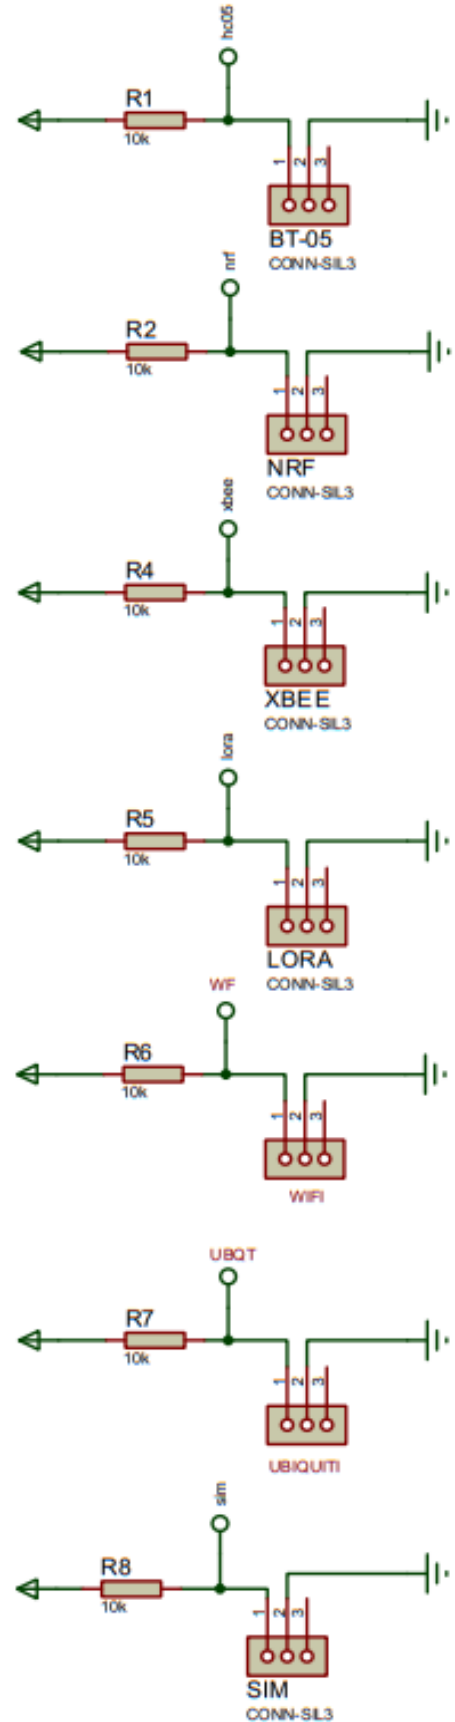 hc05
R1
10k
1 2 3
BT-05
CONN-SIL3
nrf
R2
10k
1 2 3
NRF
CONN-SIL3
xbee
R4
10k
1 2 3
XBEE
CONN-SIL3
lora
R5
10k
1 2 3
LORA
CONN-SIL3
WF
R6
10k
1 2 3
WIFI
UBQT
R7
10k
1 2 3
UBIQUITI
sim
R8
10k
1 2 3
SIM
CONN-SIL3